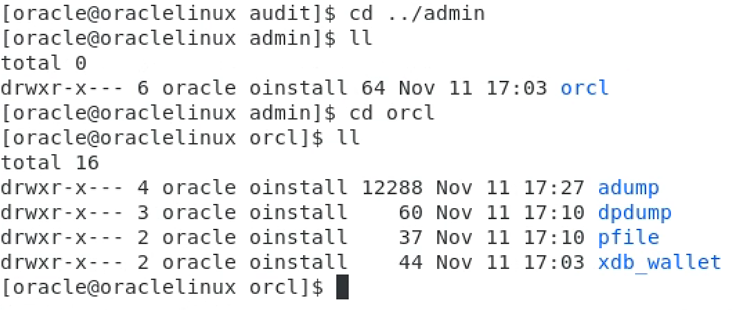 [oracle@oraclelinux audit]$ cd ../admin
[oracle@oraclelinux admin]$ ll
total 0
drwxr-x--- 6 oracle oinstall 64 Nov 11 17:03 orcl
[oracle@oraclelinux admin]$ cd orcl
[oracle@oraclelinux orcl]$ ll
total 16
drwxr-x--- 4 oracle oinstall 12288 Nov 11 17:27 adump
drwxr-x--- 3 oracle oinstall    60 Nov 11 17:10 dpdump
drwxr-x--- 2 oracle oinstall    37 Nov 11 17:10 pfile
drwxr-x--- 2 oracle oinstall    44 Nov 11 17:03 xdb_wallet
[oracle@oraclelinux orcl]$